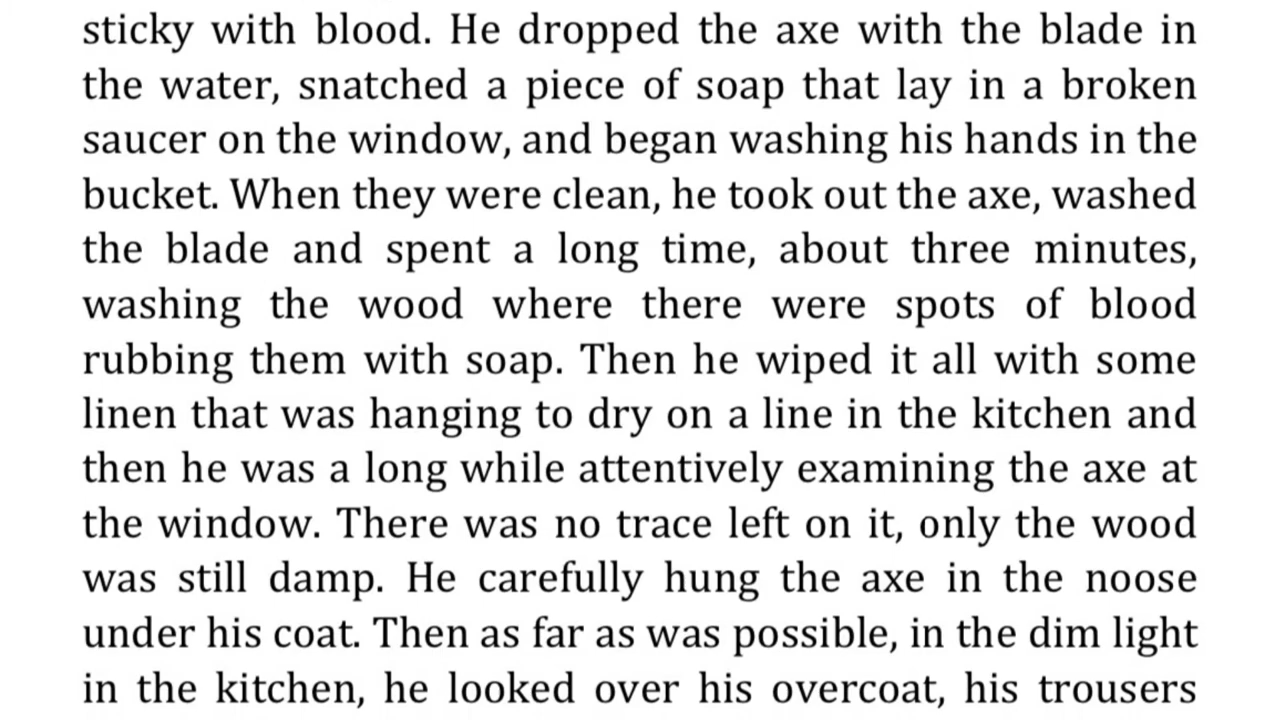 sticky with blood. He dropped the axe with the blade in
the water, snatched a piece of soap that lay in a broken
saucer on the window, and began washing his hands in the
bucket. When they were clean, he took out the axe, washed
the blade and spent a long time, about three minutes,
washing the wood where there were spots of blood
rubbing them with soap. Then he wiped it all with some
linen that was hanging to dry on a line in the kitchen and
then he was a long while attentively examining the axe at
the window. There was no trace left on it, only the wood
was still damp. He carefully hung the axe in the noose
under his coat. Then as far as was possible, in the dim light
in the kitchen, he looked over his overcoat, his trousers